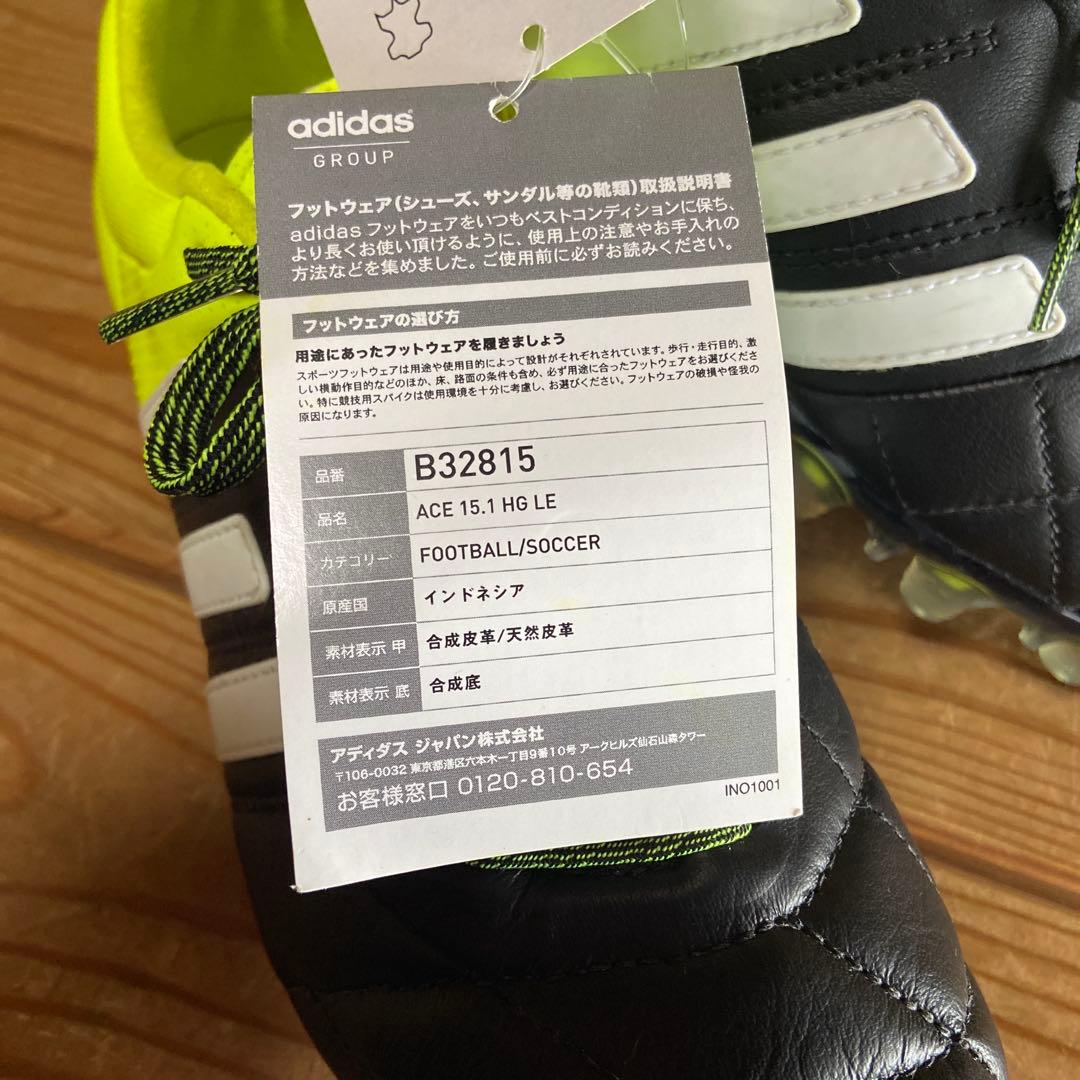 adidas
GROUP
フットウェア(シューズ、サンダル等の靴類)取扱説明書
adidas フットウェアをいつもベストコンディションに保ち、
より長くお使い頂けるように、使用上の注意やお手入れの
方法などを集めました。ご使用前に必ずお読みください。
フットウェアの選び方
用途にあったフットウェアを履きましょう
スポーツフットウェアは用途や使用目的によって設計がそれぞれされています。歩行・走行目的、激
しい横動作目的などのほか、床、路面の条件も含め、必ず用途に合ったフットウェアをお選びくださ
い。特に競技用スパイクは使用環境を十分に考慮し、お選びください。フットウェアの破損や怪我の
原因になります。
品番 B32815
品名 ACE 15.1 HG LE
カテゴリー FOOTBALL/SOCCER
原産国 インドネシア
素材表示 甲 合成皮革/天然皮革
素材表示 底 合成底
アディダス ジャパン株式会社
〒106-0032 東京都港区六本木一丁目9番10号 アークヒルズ仙石山森タワー
お客様窓口 0120-810-654
INO1001